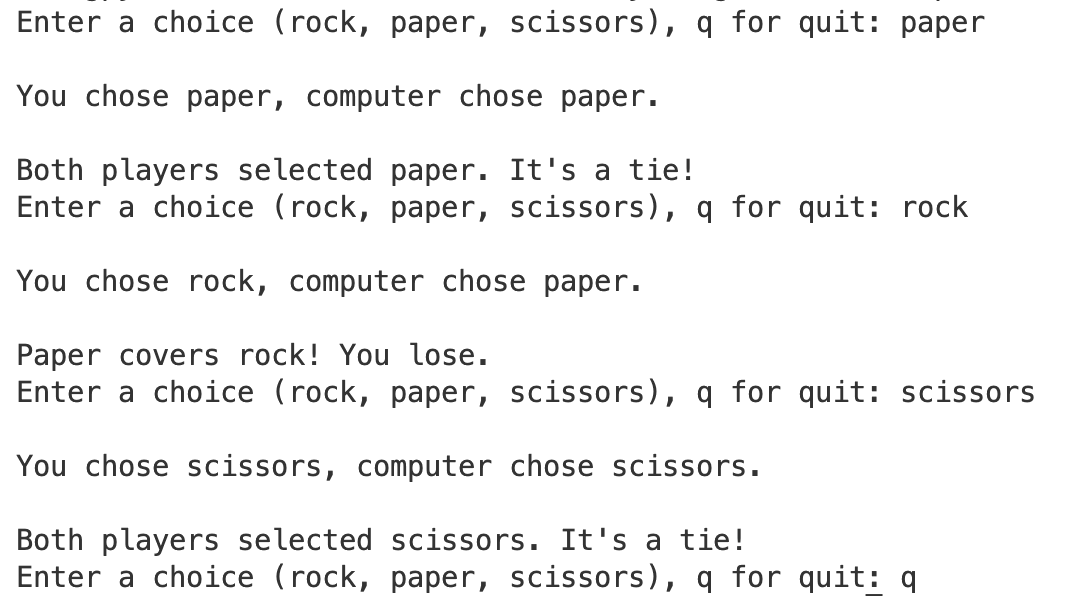 Enter a choice (rock, paper, scissors), q for quit: paper
You chose paper, computer chose paper.
Both players selected paper. It's a tie!
Enter a choice (rock, paper, scissors), q for quit: rock
You chose rock, computer chose paper.
Paper covers rock! You lose.
Enter a choice (rock, paper, scissors), q for quit: scissors
You chose scissors, computer chose scissors.
Both players selected scissors. It's a tie!
Enter a choice (rock, paper, scissors), q for quit: q